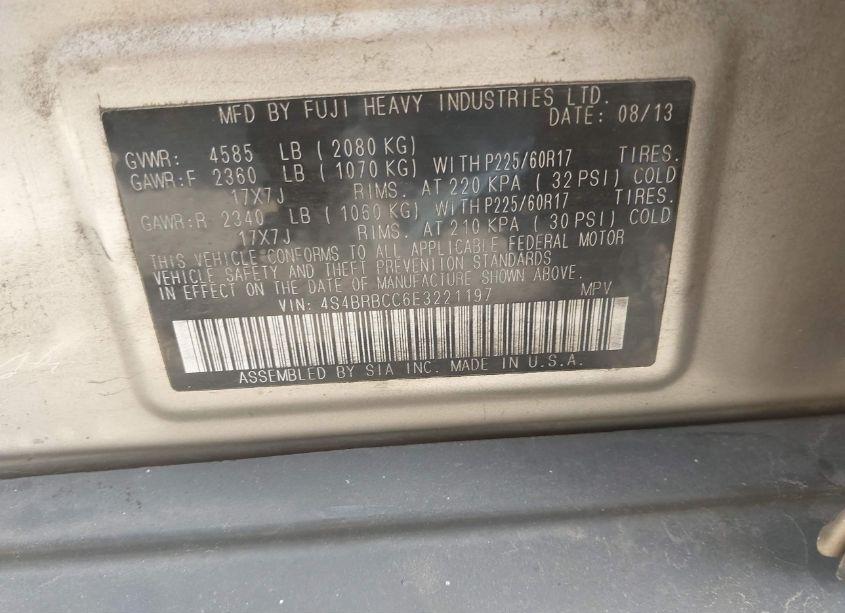 MFD BY FUJI HEAVY INDUSTRIES LTD.
DATE: 08/13
GVWR: 4585 LB ( 2080 KG)
GAWR:F 2360 LB ( 1070 KG) WITH P225/60R17 TIRES.
17X7J RIMS. AT 220 KPA ( 32 PSI) COLD
GAWR:R 2340 LB ( 1060 KG) WITH P225/60R17 TIRES.
17X7J RIMS. AT 210 KPA ( 30 PSI) COLD
THIS VEHICLE CONFORMS TO ALL APPLICABLE FEDERAL MOTOR
VEHICLE SAFETY AND THEFT PREVENTION STANDARDS
IN EFFECT ON THE DATE OF MANUFACTURE SHOWN ABOVE.
VIN: 4S4BRBCC6E3221197 MPV
ASSEMBLED BY SIA INC. MADE IN U.S.A.